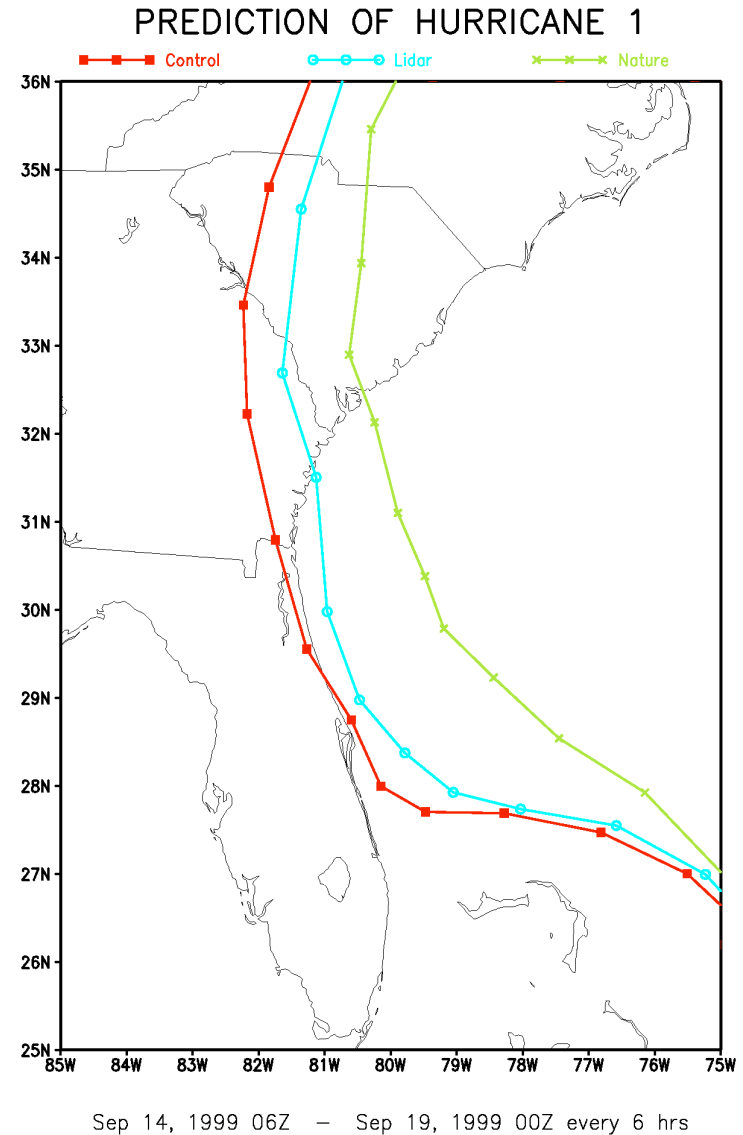 PREDICTION OF HURRICANE 1
Control Lidar Nature
36N
35N
34N
33N
32N
31N
30N
29N
28N
27N
26N
25N
85W 84W 83W 82W 81W 80W 79W 78W 77W 76W 75W
Sep 14, 1999 06Z – Sep 19, 1999 00Z every 6 hrs